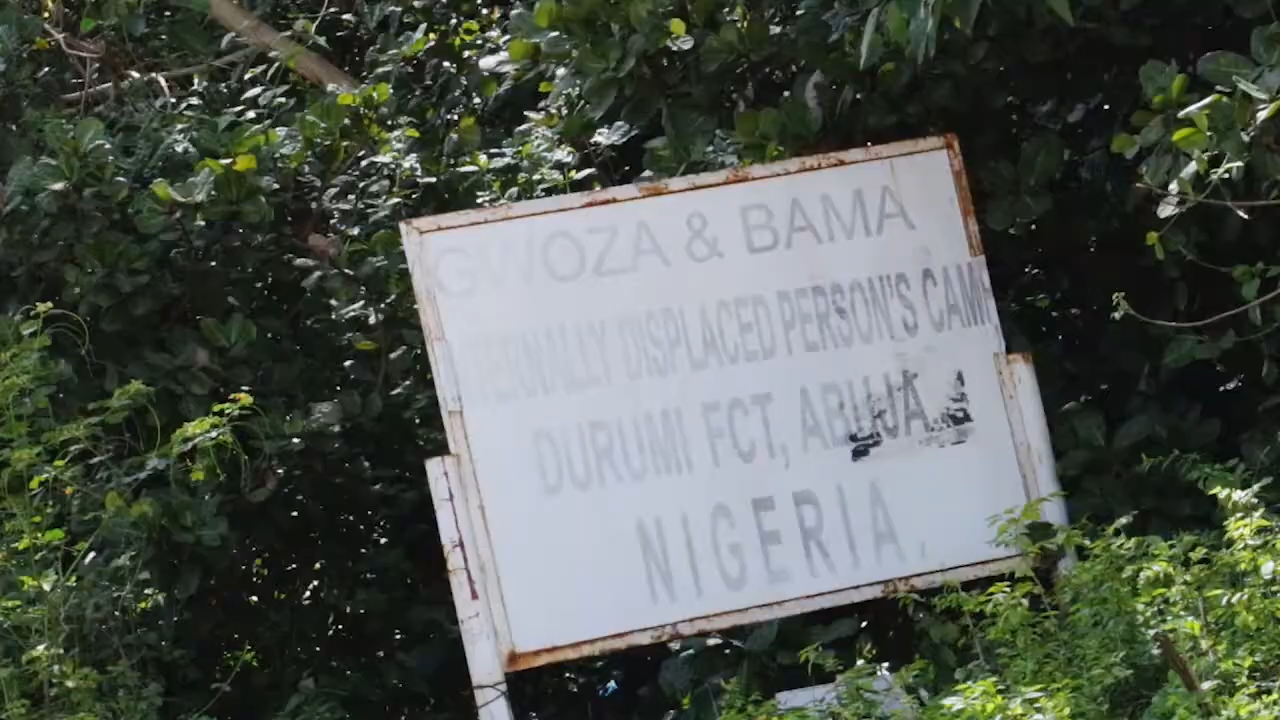 GWOZA & BAMA
INTERNALLY DISPLACED PERSON'S CAMP
DURUMI FCT, ABUJA.
NIGERIA.